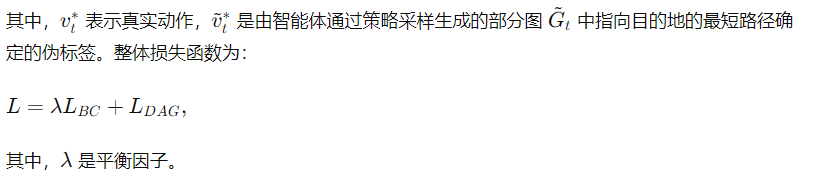 其中，$v_t^*$ 表示真实动作，$\tilde{v}_t^*$ 是由智能体通过策略采样生成的部分图 $\tilde{G}_t$ 中指向目的地的最短路径确
定的伪标签。整体损失函数为：
$L = \lambda L_{BC} + L_{DAG},$
其中，$\lambda$ 是平衡因子。